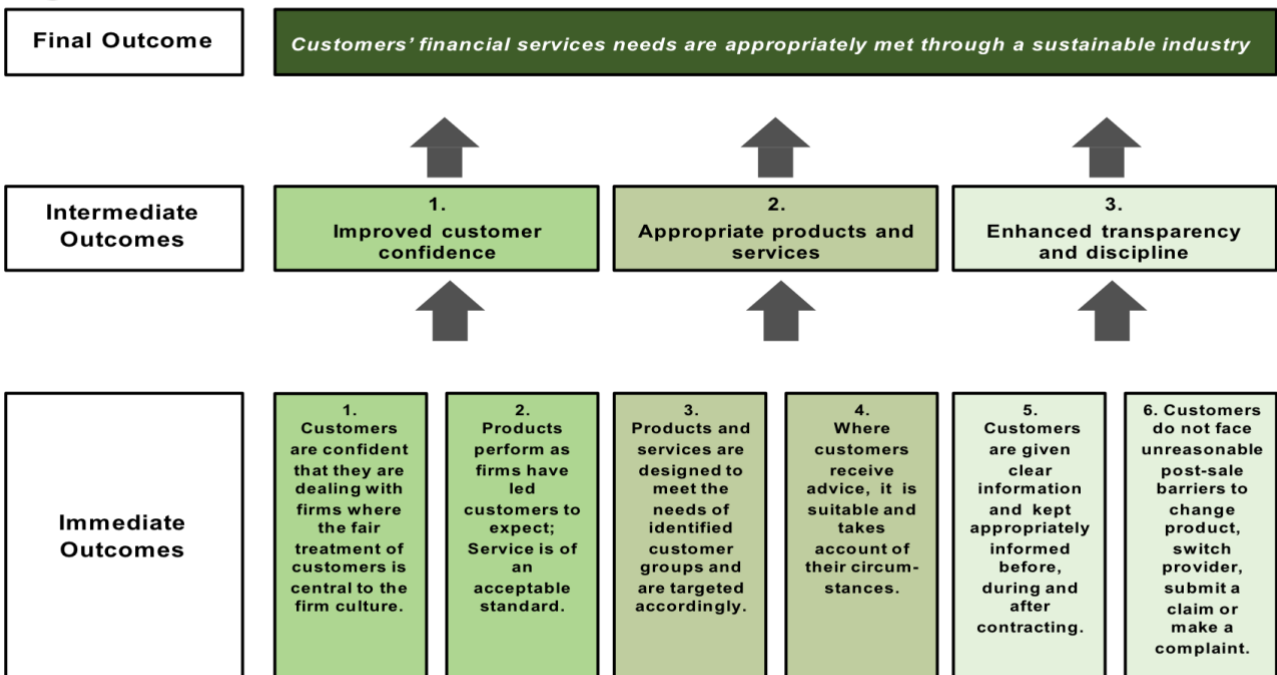 Final Outcome
Customers' financial services needs are appropriately met through a sustainable industry
Intermediate
Outcomes
1.
Improved customer
confidence
2.
Appropriate products and
services
3.
Enhanced transparency
and discipline
Immediate
Outcomes
1.
Customers
are confident
that they are
dealing with
firms where
the fair
treatment of
customers is
central to the
firm culture.
2.
Products
perform as
firms have
led
customers to
expect;
Service is of
an
acceptable
standard.
3.
Products and
services are
designed to
meet the
needs of
identified
customer
groups and
are targeted
accordingly.
4.
Where
customers
receive
advice, it is
suitable and
takes
account of
their circum-
stances.
5.
Customers
are given
clear
information
and kept
appropriately
informed
before,
during and
after
contracting.
6. Customers
do not face
unreasonable
post-sale
barriers to
change
product,
switch
provider,
submit a
claim or
make a
complaint.